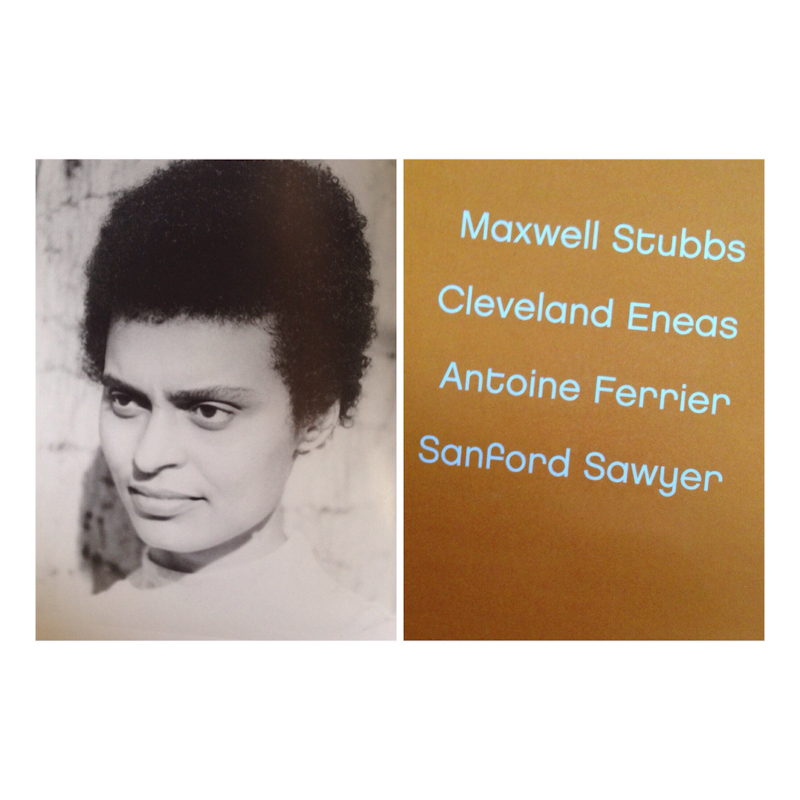 Maxwell Stubbs
Cleveland Eneas
Antoine Ferrier
Sanford Sawyer